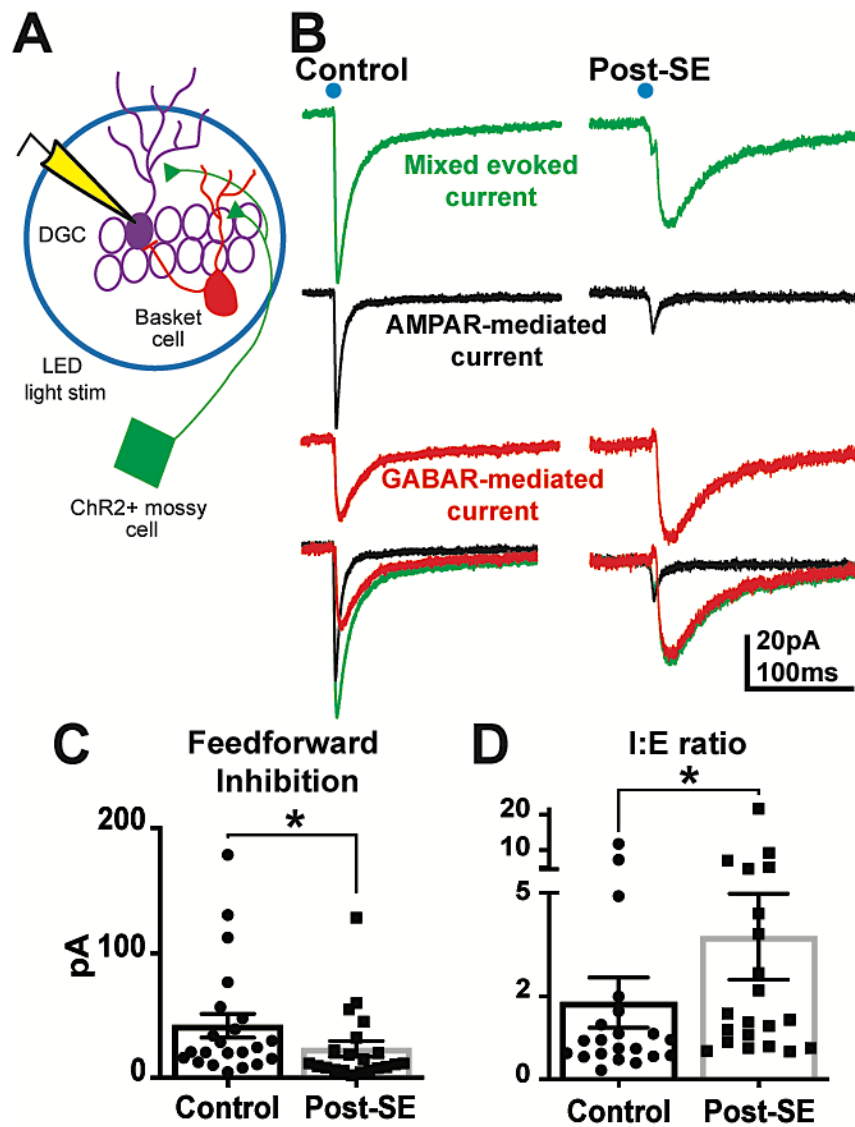 A
DGC
Basket
cell
LED
light stim
ChR2+ mossy
cell
B
Control
Post-SE
Mixed evoked
current
AMPAR-mediated
current
GABAR-mediated
current
20pA
100ms
C
Feedforward
Inhibition
*
200
100
0
pA
Control
Post-SE
D
I:E ratio
*
20
10
5
2
0
Control
Post-SE